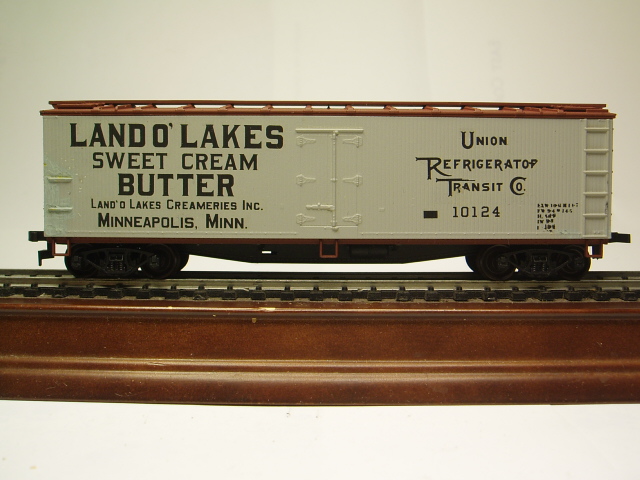 LAND O' LAKES
SWEET CREAM
BUTTER
LAND'O LAKES CREAMERIES INC.
MINNEAPOLIS, MINN.
UNION
REFRIGERATOR
TRANSIT CO.
10124